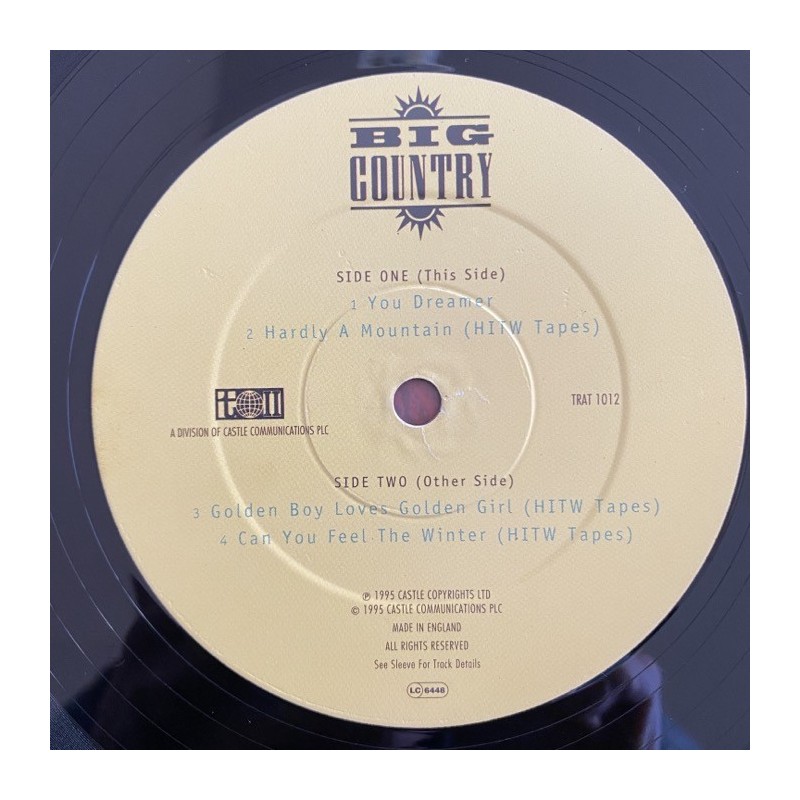 BIG
COUNTRY
SIDE ONE (This Side)
1 You Dreamer
2 Hardly A Mountain (HITW Tapes)
A DIVISION OF CASTLE COMMUNICATIONS PLC
TRAT 1012
SIDE TWO (Other Side)
3 Golden Boy Loves Golden Girl (HITW Tapes)
4 Can You Feel The Winter (HITW Tapes)
℗ 1995 CASTLE COPYRIGHTS LTD
© 1995 CASTLE COMMUNICATIONS PLC
MADE IN ENGLAND
ALL RIGHTS RESERVED
See Sleeve For Track Details
LC 6448